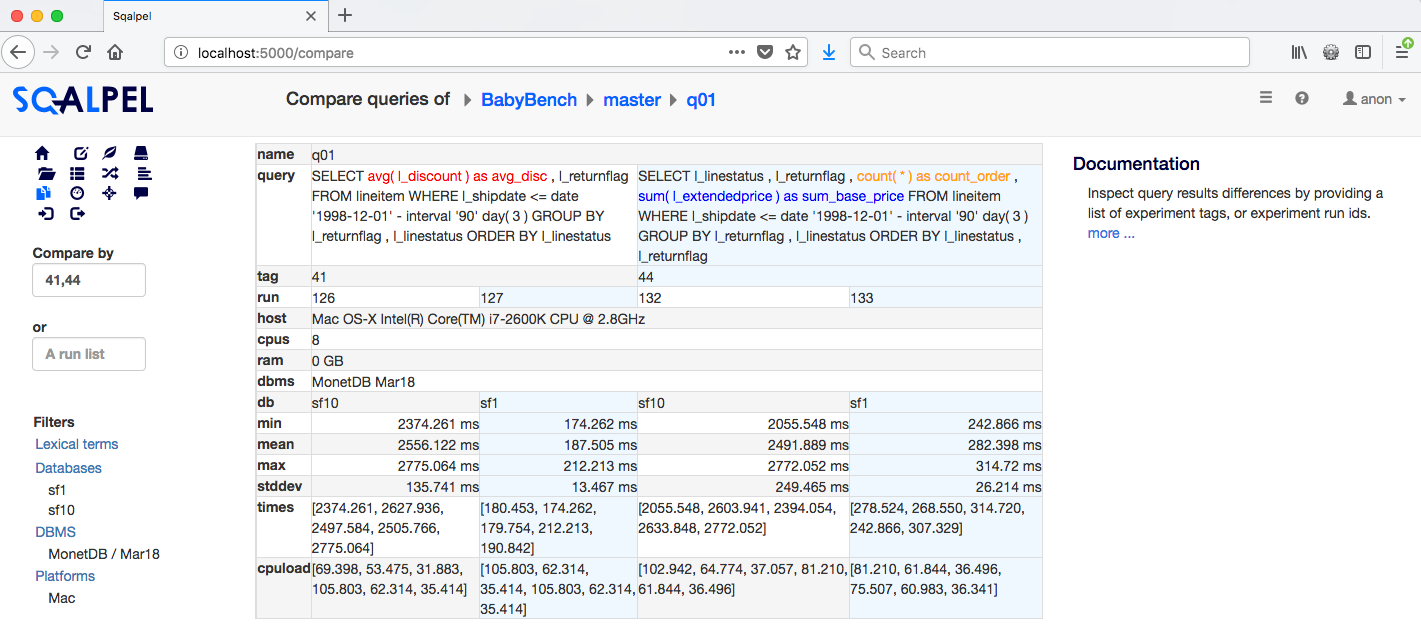 Sqalpel
localhost:5000/compare
Search
SQALPEL
Compare queries of BabyBench master q01
anon
Compare by
41,44
or
A run list
Filters
Lexical terms
Databases
sf1
sf10
DBMS
MonetDB / Mar18
Platforms
Mac
name q01
query SELECT avg( l_discount ) as avg_disc , l_returnflag
FROM lineitem WHERE l_shipdate <= date
'1998-12-01' - interval '90' day( 3 ) GROUP BY
l_returnflag , l_linestatus ORDER BY l_linestatus
SELECT l_linestatus , l_returnflag , count( * ) as count_order ,
sum( l_extendedprice ) as sum_base_price FROM lineitem
WHERE l_shipdate <= date '1998-12-01' - interval '90' day( 3 )
GROUP BY l_returnflag , l_linestatus ORDER BY l_linestatus ,
l_returnflag
tag 41 44
run 126 127 132 133
host Mac OS-X Intel(R) Core(TM) i7-2600K CPU @ 2.8GHz
cpus 8
ram 0 GB
dbms MonetDB Mar18
db sf10 sf1 sf10 sf1
min 2374.261 ms 174.262 ms 2055.548 ms 242.866 ms
mean 2556.122 ms 187.505 ms 2491.889 ms 282.398 ms
max 2775.064 ms 212.213 ms 2772.052 ms 314.72 ms
stddev 135.741 ms 13.467 ms 249.465 ms 26.214 ms
times [2374.261, 2627.936,
2497.584, 2505.766,
2775.064]
[180.453, 174.262,
179.754, 212.213,
190.842]
[2055.548, 2603.941, 2394.054,
2633.848, 2772.052]
[278.524, 268.550, 314.720,
242.866, 307.329]
cpuload [69.398, 53.475, 31.883,
105.803, 62.314, 35.414]
[105.803, 62.314,
35.414, 105.803, 62.314,
35.414]
[102.942, 64.774, 37.057, 81.210,
61.844, 36.496]
[81.210, 61.844, 36.496,
75.507, 60.983, 36.341]
Documentation
Inspect query results differences by providing a
list of experiment tags, or experiment run ids.
more ...